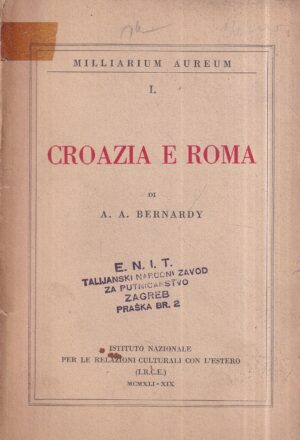 MILLIARIUM AUREUM
I.
CROAZIA E ROMA
DI
A. A. BERNARDY
E. N. I. T.
TALIJANSKI NARODNI ZAVOD
ZA PUTNIČARSTVO
ZAGREB
PRAŠKA BR. 2
ISTITUTO NAZIONALE
PER LE RELAZIONI CULTURALI CON L'ESTERO
(I.R.C.E.)
MCMXLI - XIX